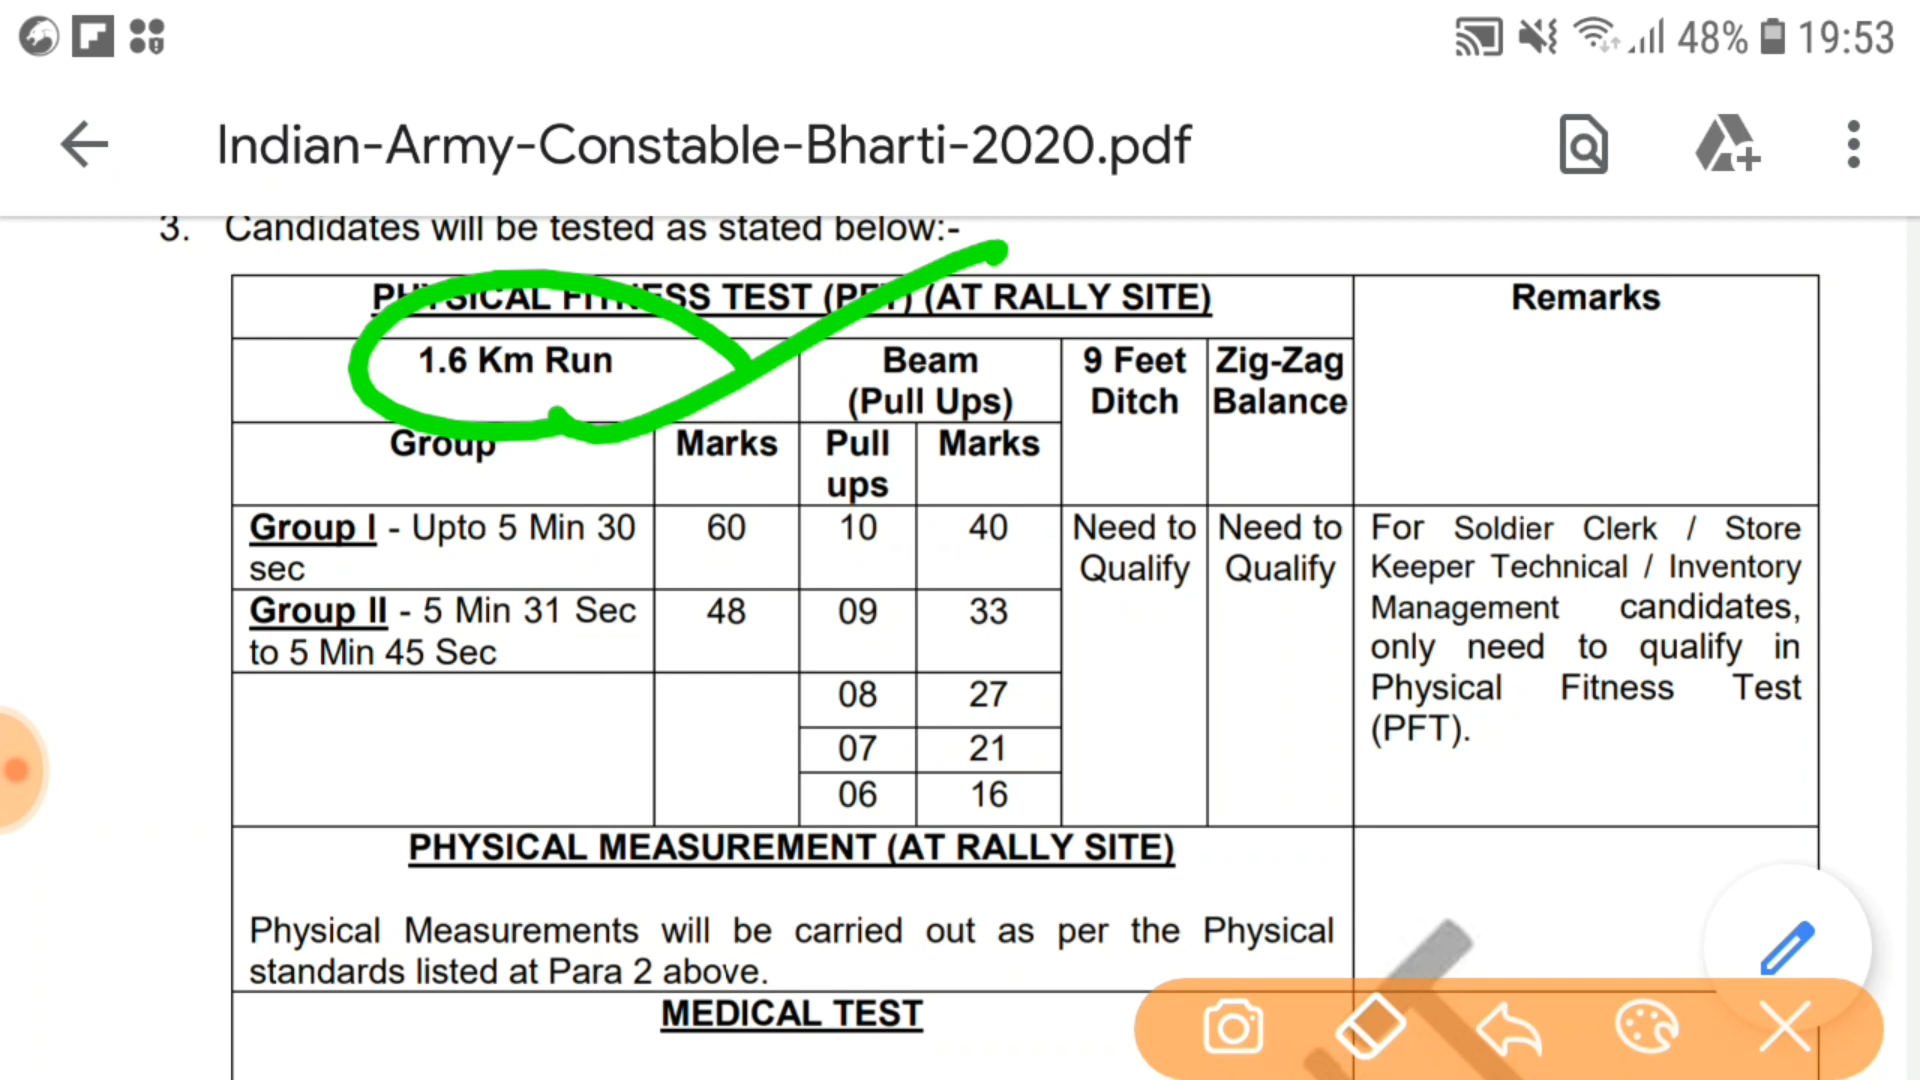 48% 19:53
Indian-Army-Constable-Bharti-2020.pdf
3. Candidates will be tested as stated below:-
PHYSICAL FITNESS TEST (PFT) (AT RALLY SITE)
Remarks
1.6 Km Run
Beam
(Pull Ups)
9 Feet
Ditch
Zig-Zag
Balance
Group
Marks
Pull
ups
Marks
Group I - Upto 5 Min 30
sec
60
10
40
Need to
Qualify
Need to
Qualify
For Soldier Clerk / Store
Keeper Technical / Inventory
Management candidates,
only need to qualify in
Physical Fitness Test
(PFT).
Group II - 5 Min 31 Sec
to 5 Min 45 Sec
48
09
33
08
27
07
21
06
16
PHYSICAL MEASUREMENT (AT RALLY SITE)
Physical Measurements will be carried out as per the Physical
standards listed at Para 2 above.
MEDICAL TEST